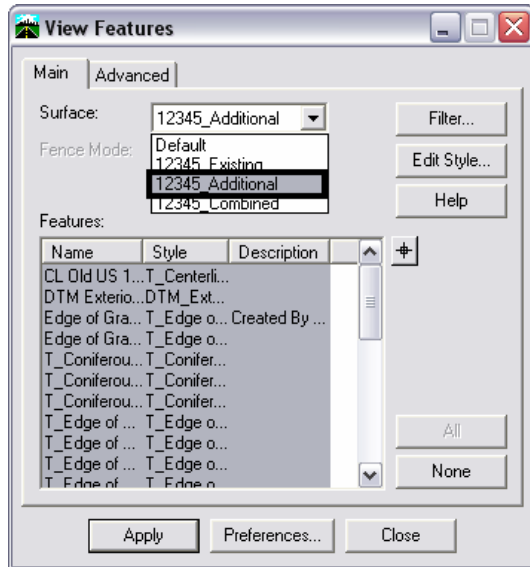 View Features
Main
Advanced
Surface:
12345_Additional
Filter...
Fence Mode:
Default
12345_Existing
12345_Additional
12345_Combined
Edit Style...
Help
Features:
Name Style Description
CL Old US 1... T_Centerli...
DTM Exterio... DTM_Ext...
Edge of Gra... T_Edge o... Created By ...
Edge of Gra... T_Edge o...
T_Coniferou... T_Conifer...
T_Coniferou... T_Conifer...
T_Coniferou... T_Conifer...
T_Edge of ... T_Edge o...
T_Edge of ... T_Edge o...
T_Edge of ... T_Edge o...
T_Edge of T_Edge o
All
None
Apply
Preferences...
Close